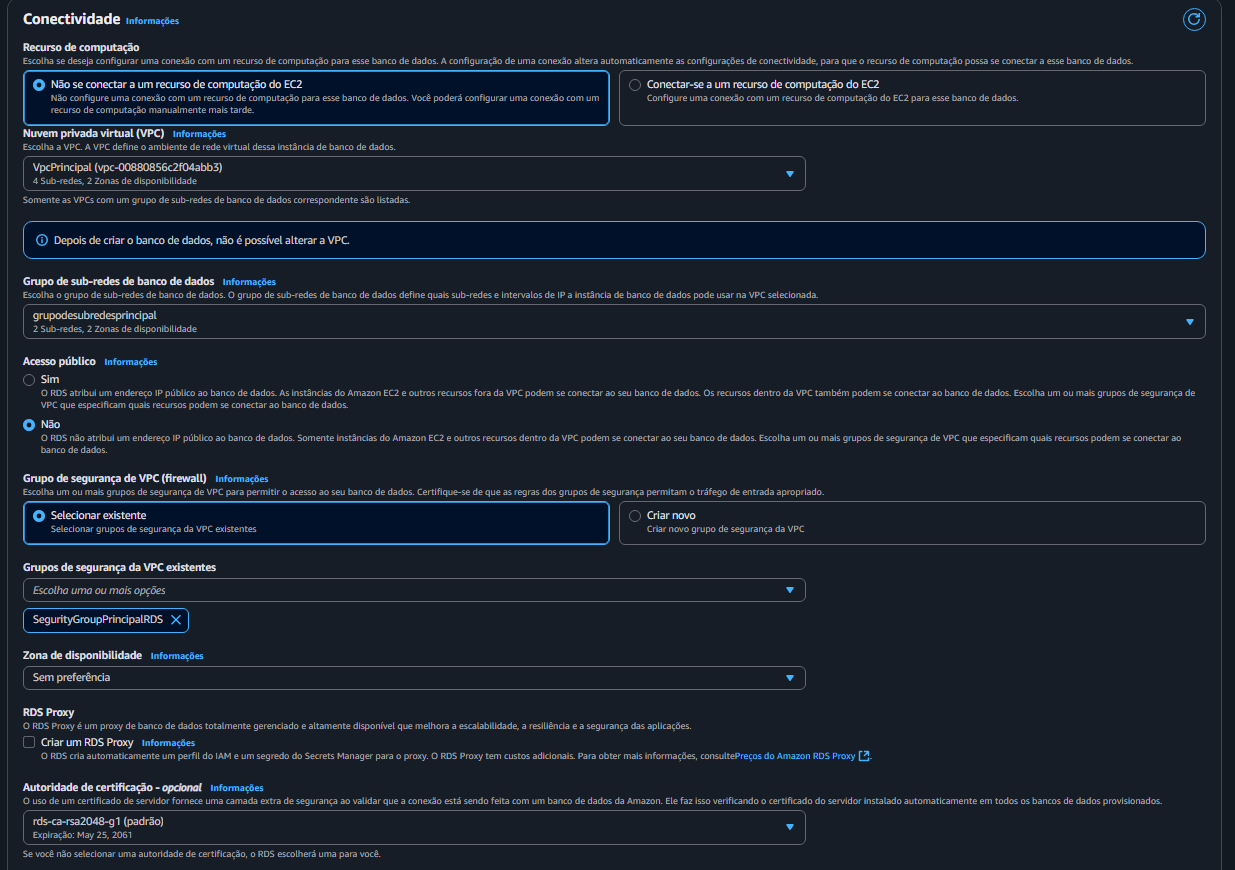 Conectividade Informações
Recurso de computação
Escolha se deseja configurar uma conexão com um recurso de computação para esse banco de dados. A configuração de uma conexão altera automaticamente as configurações de conectividade, para que o recurso de computação possa se conectar a esse banco de dados.
Não se conectar a um recurso de computação do EC2
Não configure uma conexão com um recurso de computação para esse banco de dados. Você poderá configurar uma conexão com um
recurso de computação manualmente mais tarde.
Conectar-se a um recurso de computação do EC2
Configure uma conexão com um recurso de computação do EC2 para esse banco de dados.
Nuvem privada virtual (VPC) Informações
Escolha a VPC. A VPC define o ambiente de rede virtual dessa instância de banco de dados.
VpcPrincipal (vpc-00880856c2f04abb3)
4 Sub-redes, 2 Zonas de disponibilidade
Somente as VPCs com um grupo de sub-redes de banco de dados correspondente são listadas.
Depois de criar o banco de dados, não é possível alterar a VPC.
Grupo de sub-redes de banco de dados Informações
Escolha o grupo de sub-redes de banco de dados. O grupo de sub-redes de banco de dados define quais sub-redes e intervalos de IP a instância de banco de dados pode usar na VPC selecionada.
grupodesubredesprincipal
2 Sub-redes, 2 Zonas de disponibilidade
Acesso público Informações
Sim
O RDS atribui um endereço IP público ao banco de dados. As instâncias do Amazon EC2 e outros recursos fora da VPC podem se conectar ao seu banco de dados. Os recursos dentro da VPC também podem se conectar ao banco de dados. Escolha um ou mais grupos de segurança de
VPC que especificam quais recursos podem se conectar ao banco de dados.
Não
O RDS não atribui um endereço IP público ao banco de dados. Somente instâncias do Amazon EC2 e outros recursos dentro da VPC podem se conectar ao seu banco de dados. Escolha um ou mais grupos de segurança de VPC que especificam quais recursos podem se conectar ao
banco de dados.
Grupo de segurança de VPC (firewall) Informações
Escolha um ou mais grupos de segurança de VPC para permitir o acesso ao seu banco de dados. Certifique-se de que as regras dos grupos de segurança permitam o tráfego de entrada apropriado.
Selecionar existente
Selecionar grupos de segurança da VPC existentes
Criar novo
Criar novo grupo de segurança da VPC
Grupos de segurança da VPC existentes
Escolha uma ou mais opções
SegurityGroupPrincipalRDS
Zona de disponibilidade Informações
Sem preferência
RDS Proxy
O RDS Proxy é um proxy de banco de dados totalmente gerenciado e altamente disponível que melhora a escalabilidade, a resiliência e a segurança das aplicações.
Criar um RDS Proxy Informações
O RDS cria automaticamente um perfil do IAM e um segredo do Secrets Manager para o proxy. O RDS Proxy tem custos adicionais. Para obter mais informações, consultePreços do Amazon RDS Proxy.
Autoridade de certificação - opcional Informações
O uso de um certificado de servidor fornece uma camada extra de segurança ao validar que a conexão está sendo feita com um banco de dados da Amazon. Ele faz isso verificando o certificado do servidor instalado automaticamente em todos os bancos de dados provisionados.
rds-ca-rsa2048-g1 (padrão)
Expiração: May 25, 2061
Se você não selecionar uma autoridade de certificação, o RDS escolherá uma para você.